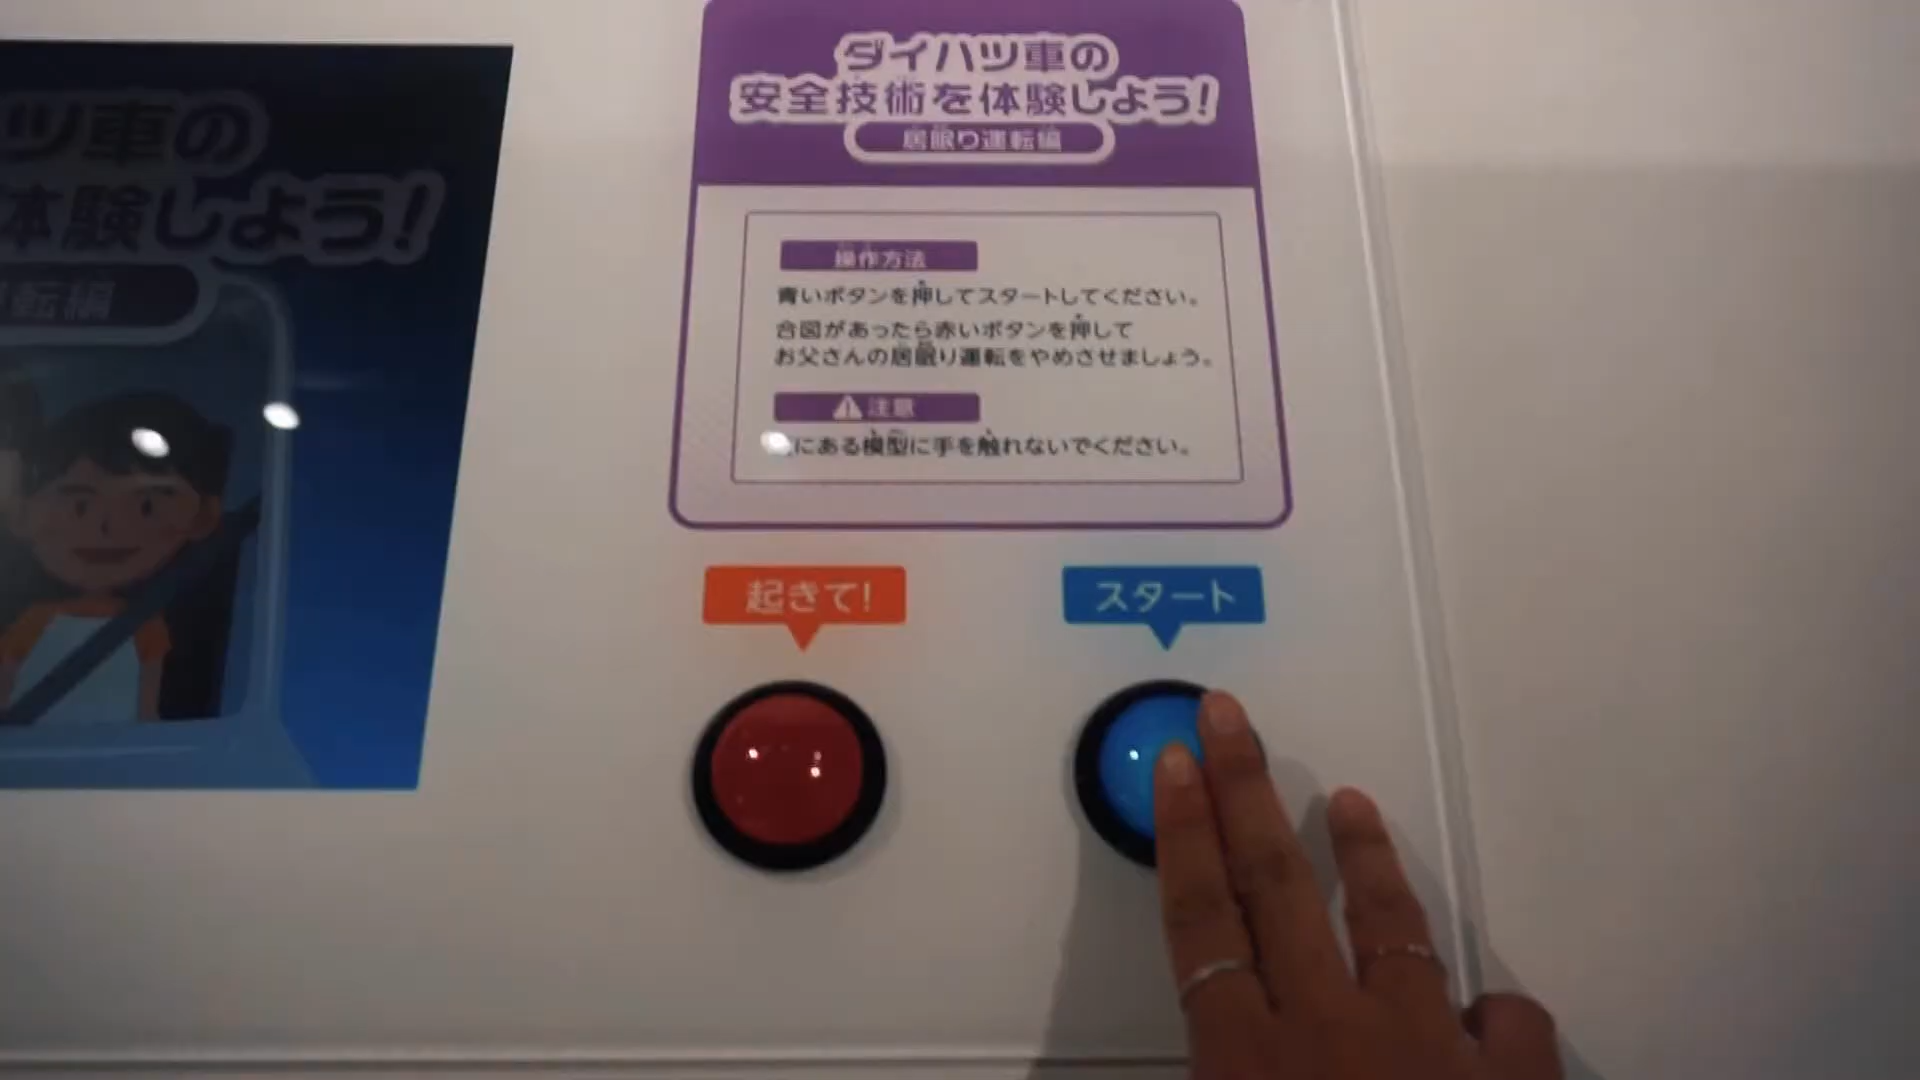 ツ車の
体験しよう!
転編
ダイハツ車の
安全技術を体験しよう!
居眠り運転編
操作方法
青いボタンを押してスタートしてください。
合図があったら赤いボタンを押して
お父さんの居眠り運転をやめさせましょう。
注意
にある模型に手を触れないでください。
起きて!
スタート